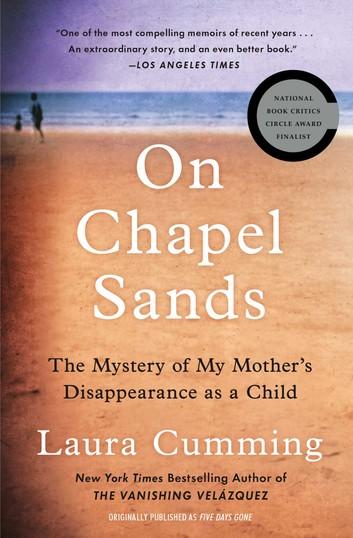 “One of the most compelling memoirs of recent years . . .
An extraordinary story, and an even better book.”
—LOS ANGELES TIMES
NATIONAL
BOOK CRITICS
CIRCLE AWARD
FINALIST
On
Chapel
Sands
The Mystery of My Mother’s
Disappearance as a Child
Laura Cumming
New York Times Bestselling Author of
THE VANISHING VELÁZQUEZ
ORIGINALLY PUBLISHED AS FIVE DAYS GONE